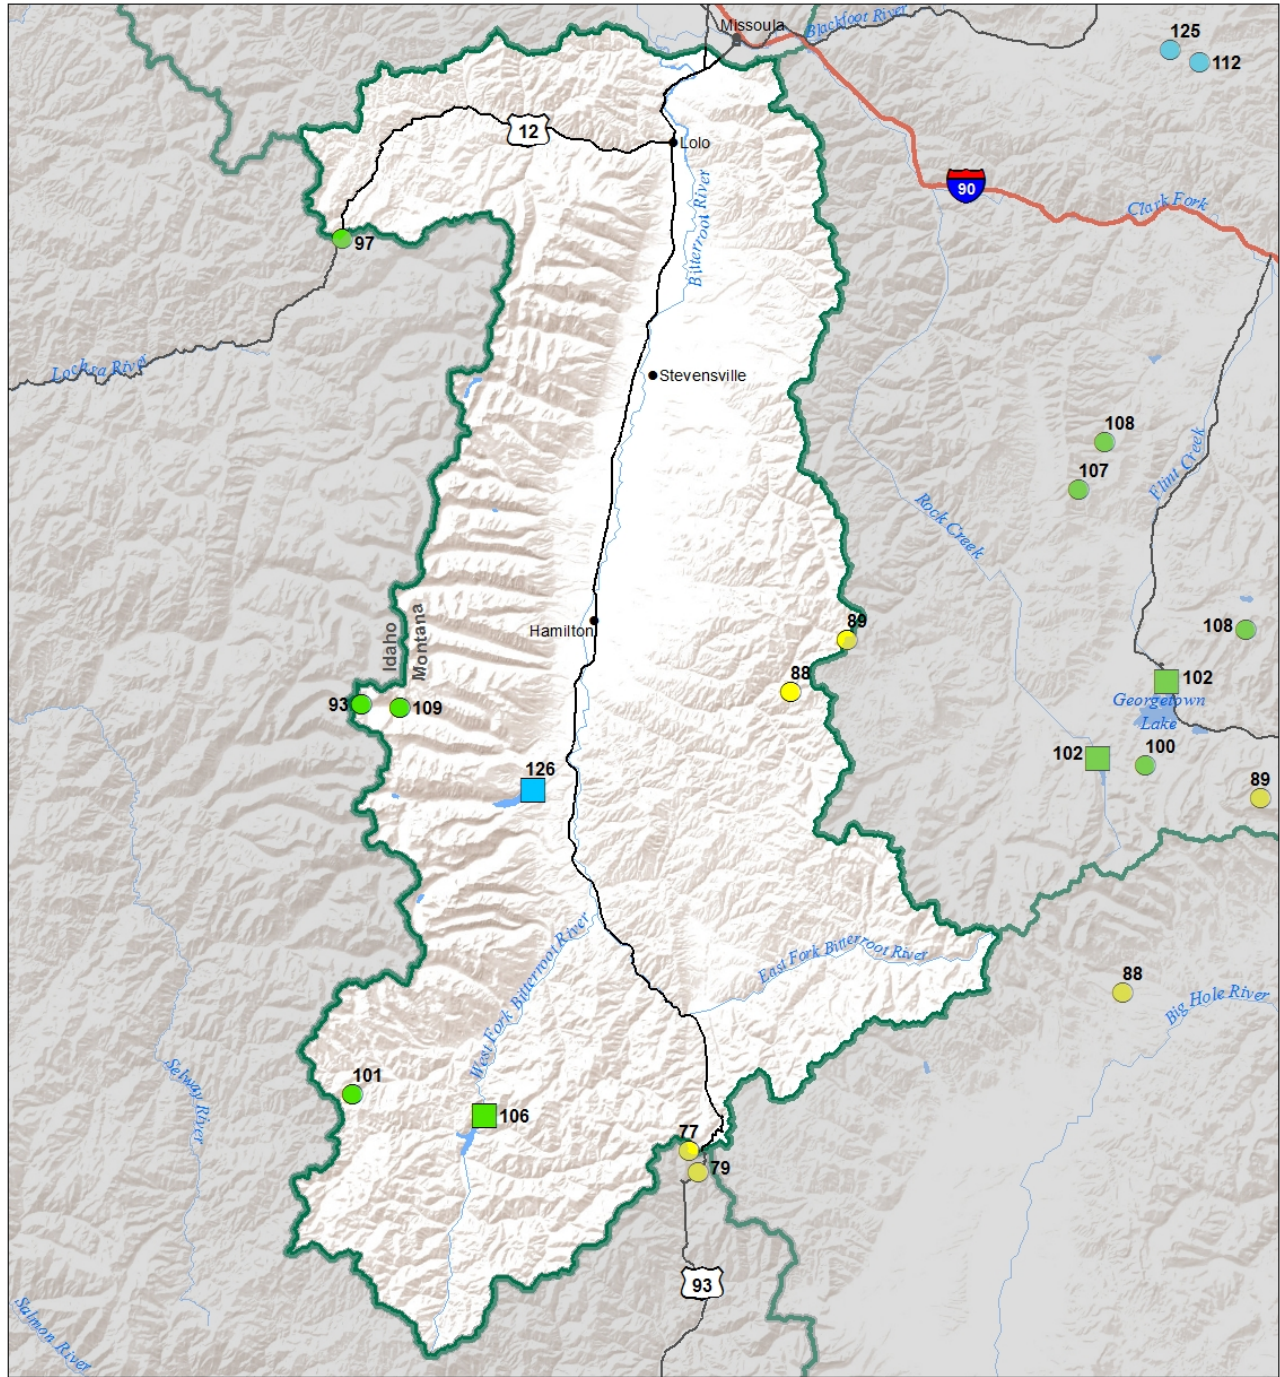 Missoula
Blackfoot River
125
112
12
Lolo
90
Clark Fork
Bitterroot River
97
Lochsa River
Stevensville
108
107
Flint Creek
Rock Creek
Idaho
Montana
Hamilton
89
108
88
102
93
109
Georgetown
Lake
102
100
126
89
West Fork Bitterroot River
East Fork Bitterroot River
88
Big Hole River
Selway River
101
106
77
79
93
Salmon River